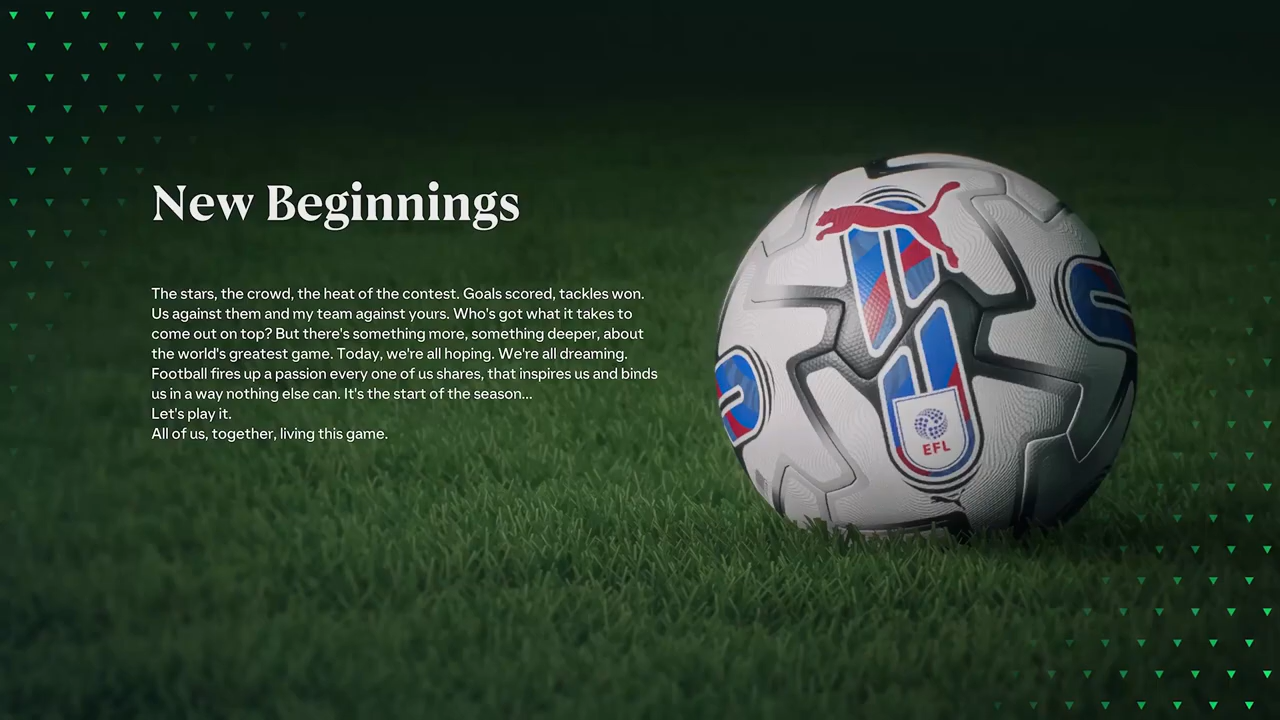 New Beginnings
The stars, the crowd, the heat of the contest. Goals scored, tackles won.
Us against them and my team against yours. Who's got what it takes to
come out on top? But there's something more, something deeper, about
the world's greatest game. Today, we're all hoping. We're all dreaming.
Football fires up a passion every one of us shares, that inspires us and binds
us in a way nothing else can. It's the start of the season...
Let's play it.
All of us, together, living this game.
EFL